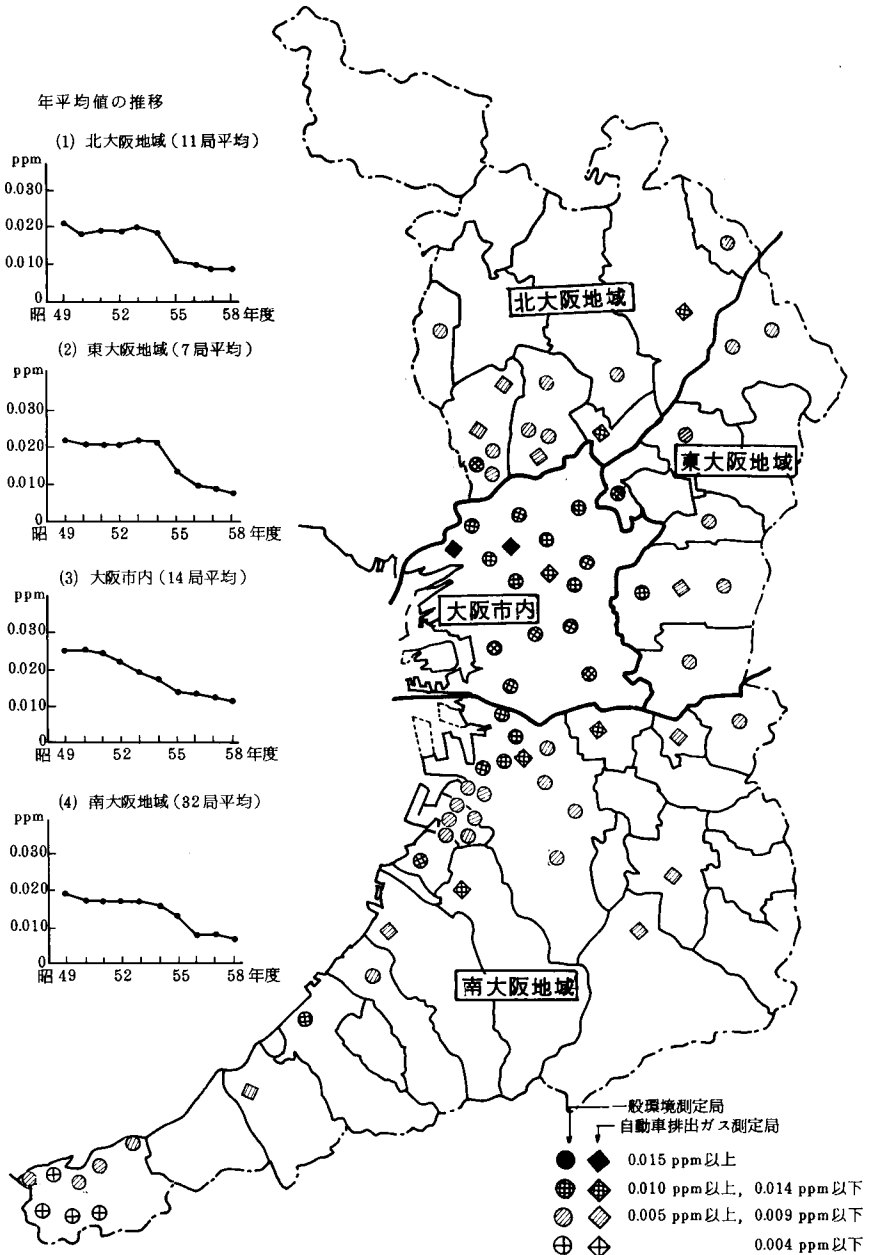 年平均値の推移
(1) 北大阪地域(11局平均)
ppm
0.030
0.020
0.010
0
昭 49 52 55 58 年度
(2) 東大阪地域(7局平均)
ppm
0.030
0.020
0.010
0
昭 49 52 55 58 年度
(3) 大阪市内(14局平均)
ppm
0.030
0.020
0.010
0
昭 49 52 55 58 年度
(4) 南大阪地域(32局平均)
ppm
0.030
0.020
0.010
0
昭 49 52 55 58 年度
北大阪地域
東大阪地域
大阪市内
南大阪地域
一般環境測定局
自動車排出ガス測定局
0.015 ppm以上
0.010 ppm以上, 0.014 ppm以下
0.005 ppm以上, 0.009 ppm以下
0.004 ppm以下